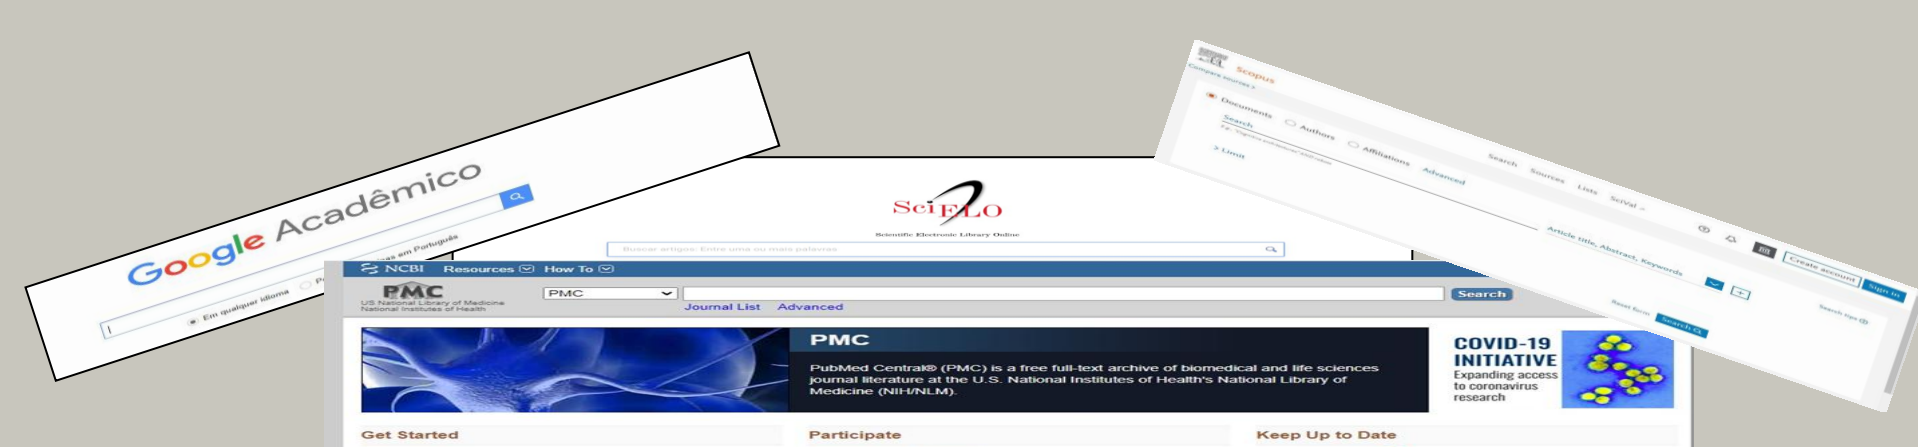 Google Acadêmico
Em qualquer idioma
em Português
SciELO
Scientific Electronic Library Online
Buscar artigos: Entre uma ou mais palavras
Scopus
Compare sources >
Documents
Authors
Affiliations
Advanced
Search
> Limit
Search
Sources
Lists
SciVal
Create account
Sign in
Article title, Abstract, Keywords
Search tips
Reset form
Search
NCBI Resources How To
PMC
US National Library of Medicine
National Institutes of Health
PMC
Search
Journal List Advanced
PMC
PubMed Central® (PMC) is a free full-text archive of biomedical and life sciences
journal literature at the U.S. National Institutes of Health's National Library of
Medicine (NIH/NLM).
COVID-19
INITIATIVE
Expanding access
to coronavirus
research
Get Started
Participate
Keep Up to Date